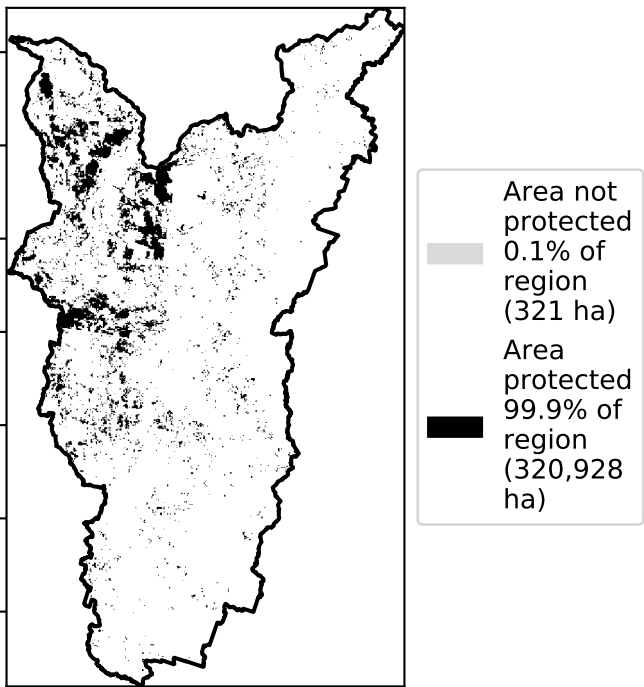 Area not
protected
0.1% of
region
(321 ha)
Area
protected
99.9% of
region
(320,928
ha)